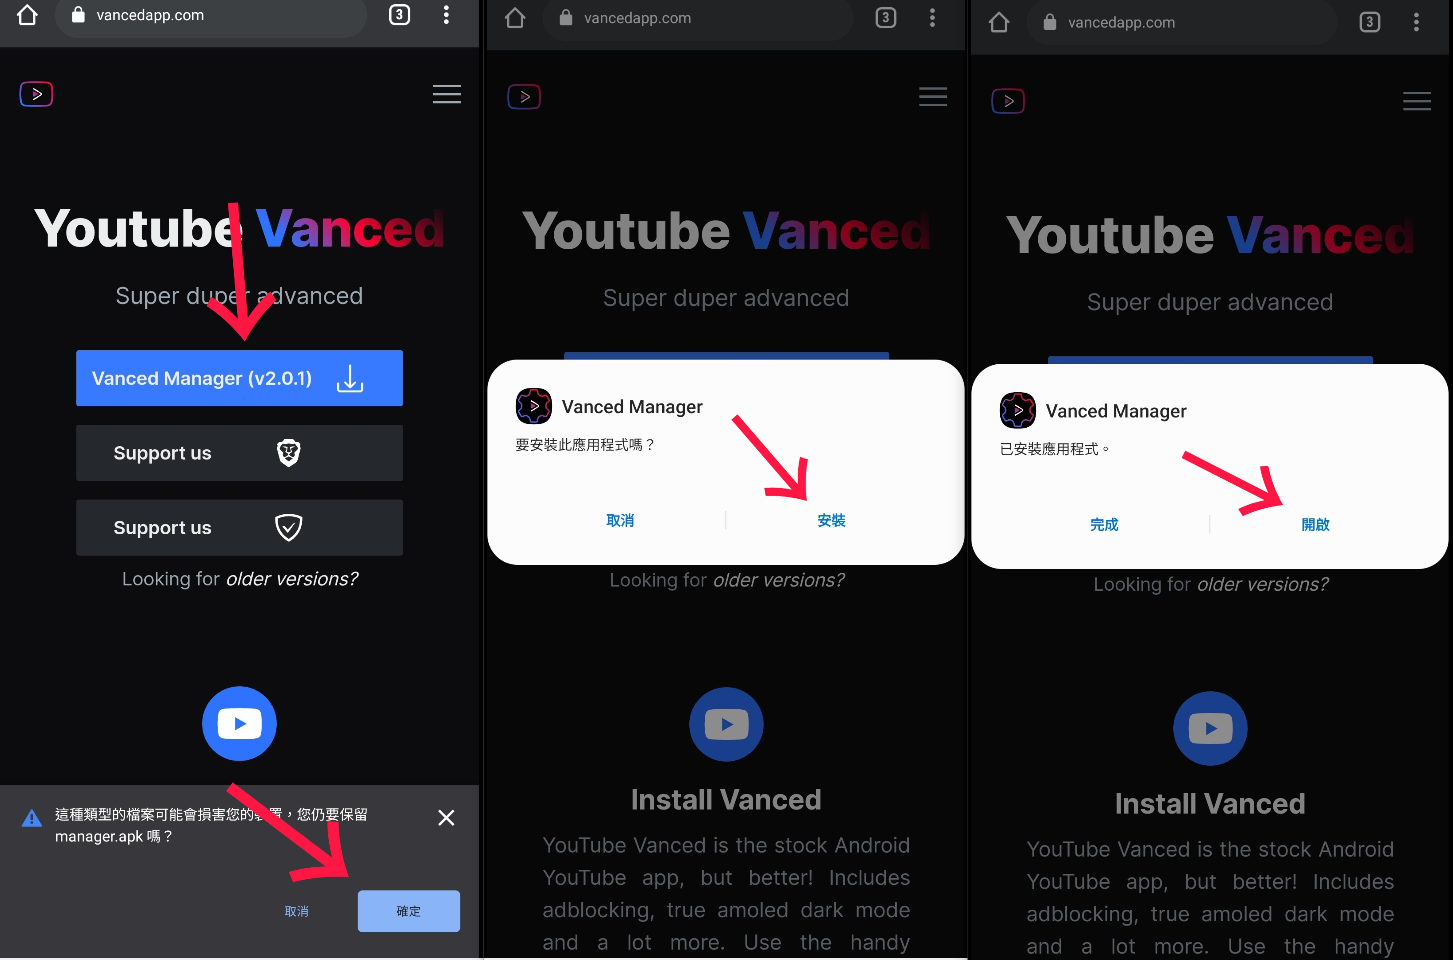 vancedapp.com
3
Youtube Vanced
Super duper advanced
Vanced Manager (v2.0.1)
Support us
Support us
Looking for older versions?
這種類型的檔案可能會損害您的裝置，您仍要保留
manager.apk 嗎？
取消
確定
vancedapp.com
3
Youtube Vanced
Super duper advanced
Vanced Manager
要安裝此應用程式嗎？
取消
安裝
Looking for older versions?
Install Vanced
YouTube Vanced is the stock Android
YouTube app, but better! Includes
adblocking, true amoled dark mode
and a lot more. Use the handy
vancedapp.com
3
Youtube Vanced
Super duper advanced
Vanced Manager
已安裝應用程式。
完成
開啟
Looking for older versions?
Install Vanced
YouTube Vanced is the stock Android
YouTube app, but better! Includes
adblocking, true amoled dark mode
and a lot more. Use the handy